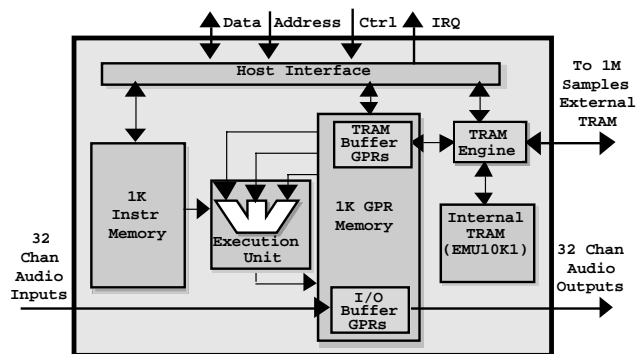 Data Address Ctrl IRQ
Host Interface
To 1M
Samples
External
TRAM
TRAM
Buffer
GPRs
TRAM
Engine
1K
Instr
Memory
1K GPR
Memory
Execution
Unit
Internal
TRAM
(EMU10K1)
32
Chan
Audio
Inputs
32 Chan
Audio
Outputs
I/O
Buffer
GPRs